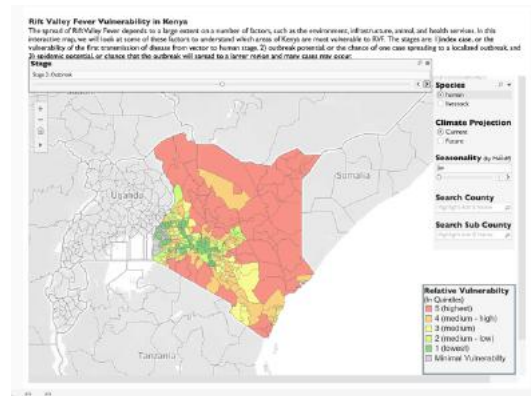 Rift Valley Fever Vulnerability in Kenya
The spread of Rift Valley Fever depends to a large extent on a number of factors, such as the environment, infrastructure, animal, and health services. In this
interactive map, we will look at some of these factors to understand which areas of Kenya are most vulnerable to RVF. The stages are: 1)index case, or the
vulnerability of the first transmission of disease from vector to human stage, 2) outbreak potential, or the chance of one case spreading to a localized outbreak, and
3) epidemic potential, or chance that the outbreak will spread to a larger region and many cases may occur.
Stage
Stage 2: Outbreak
Species
Human
Livestock
Climate Projection
Current
Future
Seasonality
Jan
Search County
Search Sub County
Uganda
Somalia
Tanzania
Relative Vulnerability
(In Quintiles)
5 (highest)
4 (medium - high)
3 (medium)
2 (medium - low)
1 (lowest)
Minimal Vulnerability